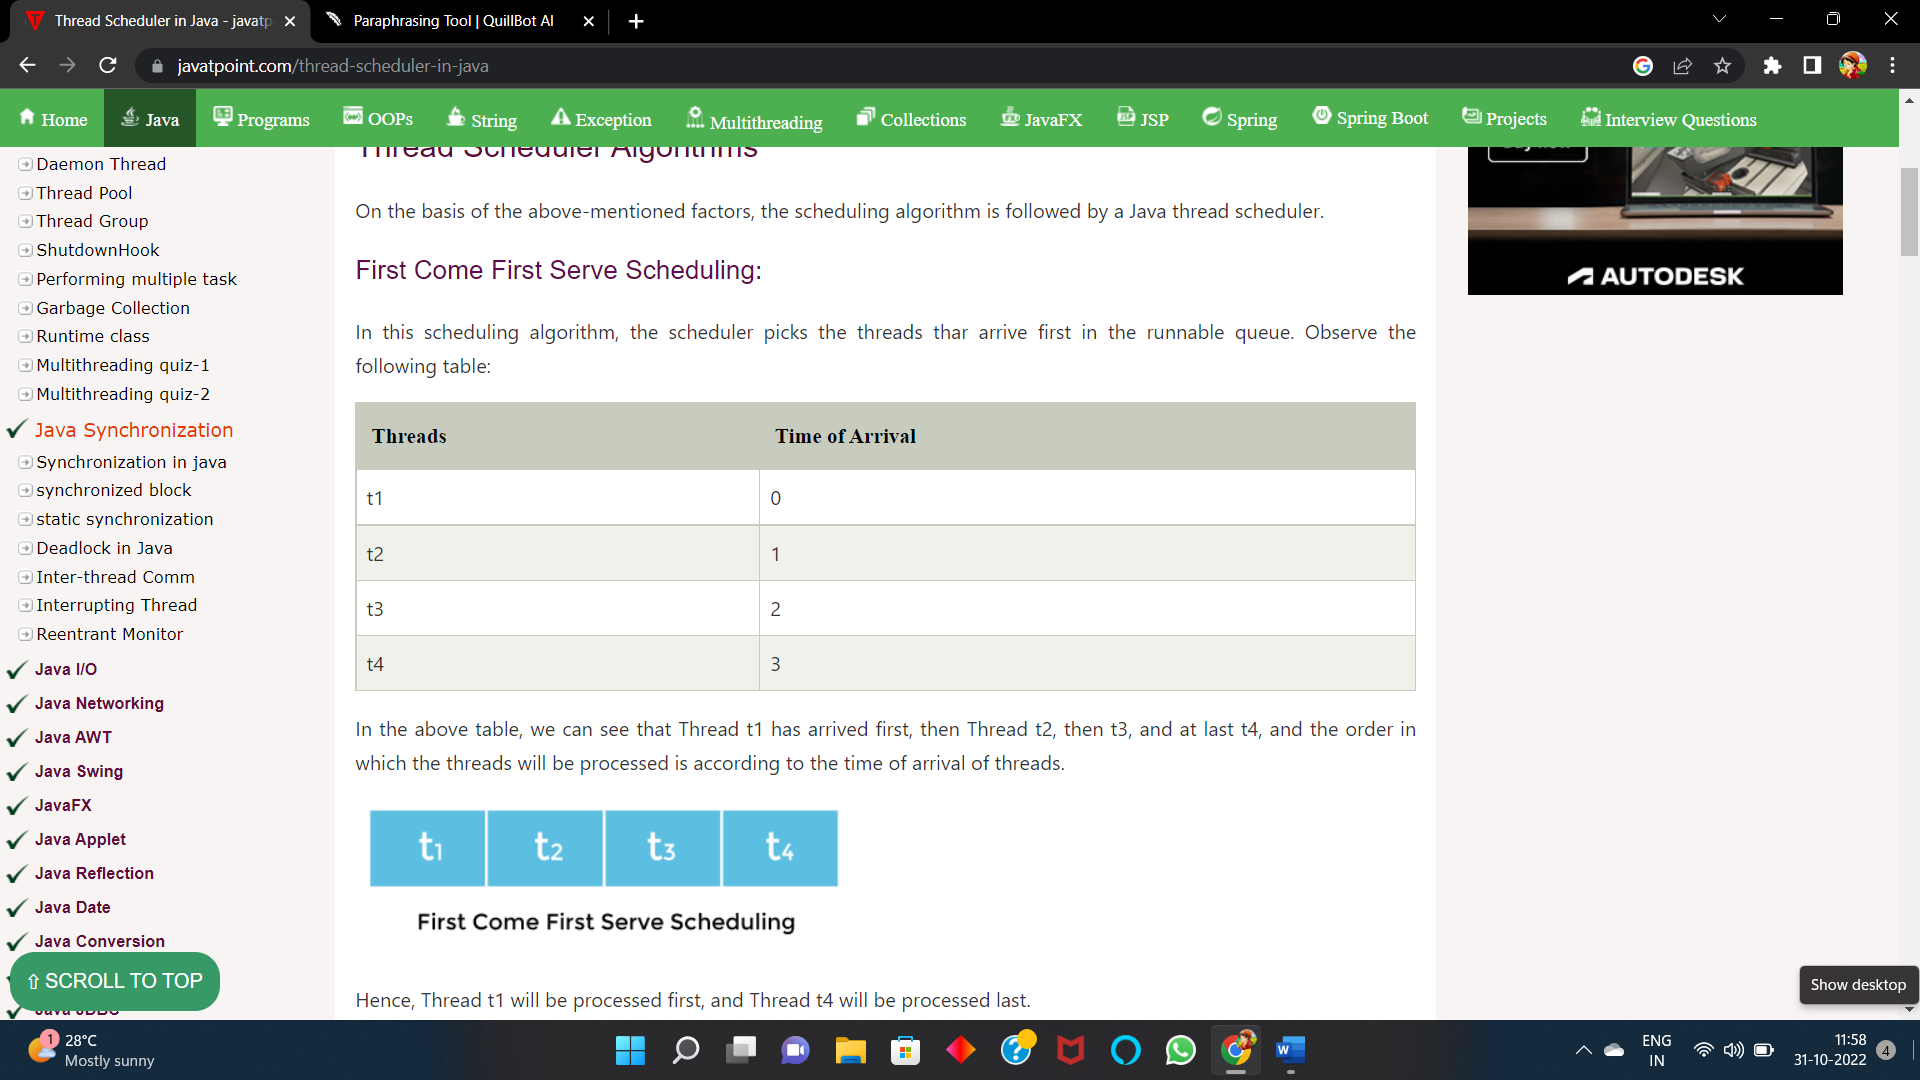 Thread Scheduler in Java - javatp
Paraphrasing Tool | QuillBot AI
javatpoint.com/thread-scheduler-in-java
Home Java Programs OOPs String Exception Multithreading Collections JavaFX JSP Spring Spring Boot Projects Interview Questions
Daemon Thread
Thread Pool
Thread Group
ShutdownHook
Performing multiple task
Garbage Collection
Runtime class
Multithreading quiz-1
Multithreading quiz-2
Java Synchronization
Synchronization in java
synchronized block
static synchronization
Deadlock in Java
Inter-thread Comm
Interrupting Thread
Reentrant Monitor
Java I/O
Java Networking
Java AWT
Java Swing
JavaFX
Java Applet
Java Reflection
Java Date
Java Conversion
Java JDBC
⇧ SCROLL TO TOP
Thread Scheduler Algorithms
On the basis of the above-mentioned factors, the scheduling algorithm is followed by a Java thread scheduler.
First Come First Serve Scheduling:
In this scheduling algorithm, the scheduler picks the threads thar arrive first in the runnable queue. Observe the
following table:
Threads Time of Arrival
t1 0
t2 1
t3 2
t4 3
In the above table, we can see that Thread t1 has arrived first, then Thread t2, then t3, and at last t4, and the order in
which the threads will be processed is according to the time of arrival of threads.
t1 t2 t3 t4
First Come First Serve Scheduling
Hence, Thread t1 will be processed first, and Thread t4 will be processed last.
AUTODESK
Show desktop
1
28°C
Mostly sunny
ENG
IN
11:58
31-10-2022
4